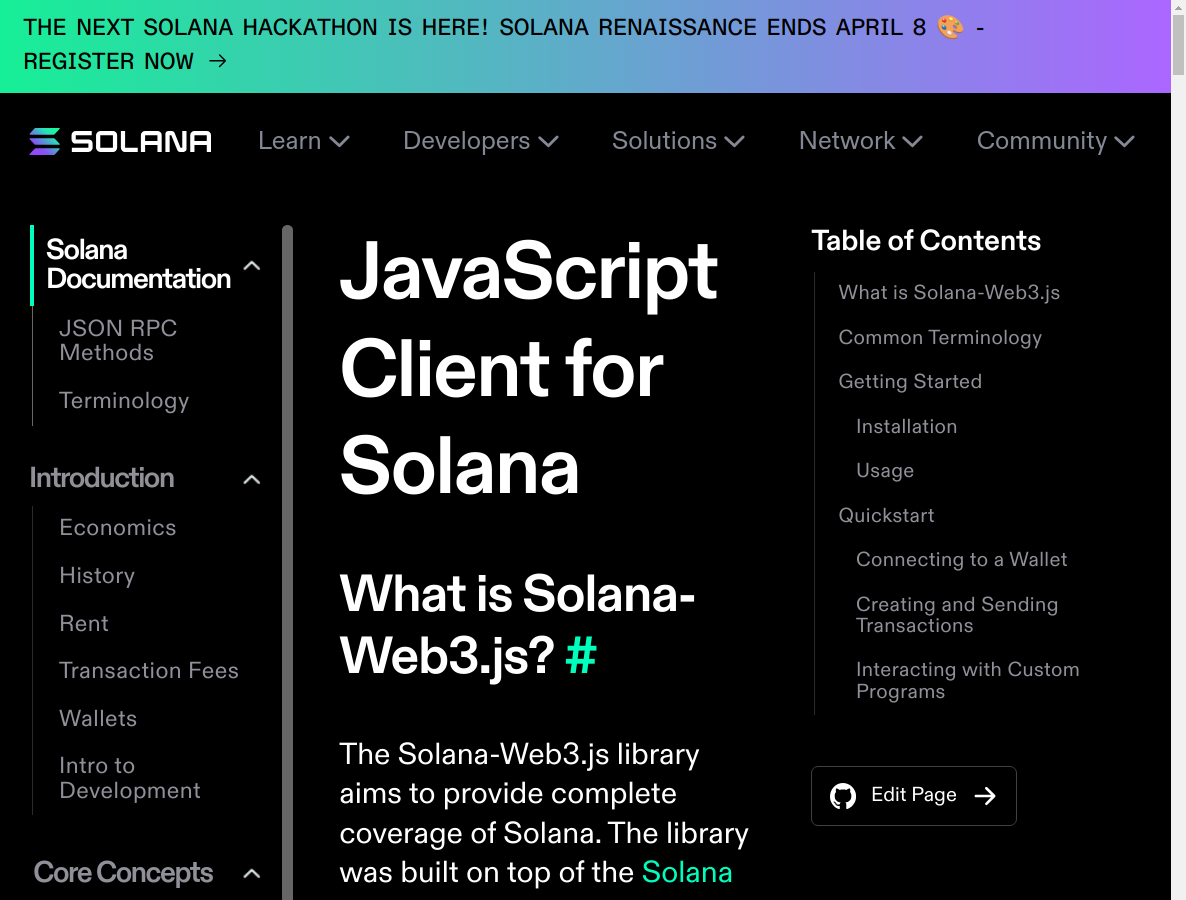 THE NEXT SOLANA HACKATHON IS HERE! SOLANA RENAISSANCE ENDS APRIL 8 🎨 -
REGISTER NOW →
SOLANA
Learn
Developers
Solutions
Network
Community
Solana
Documentation
JSON RPC
Methods
Terminology
Introduction
Economics
History
Rent
Transaction Fees
Wallets
Intro to
Development
Core Concepts
JavaScript
Client for
Solana
What is Solana-
Web3.js? #
The Solana-Web3.js library
aims to provide complete
coverage of Solana. The library
was built on top of the Solana
Table of Contents
What is Solana-Web3.js
Common Terminology
Getting Started
Installation
Usage
Quickstart
Connecting to a Wallet
Creating and Sending
Transactions
Interacting with Custom
Programs
Edit Page →